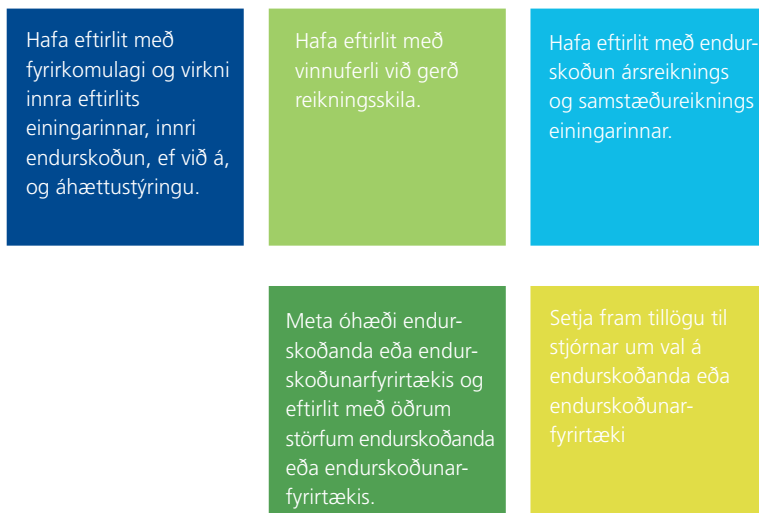 Hafa eftirlit með
fyrirkomulagi og virkni
innra eftirlits
einingarinnar, innri
endurskoðun, ef við á,
og áhættustýringu.
Hafa eftirlit með
vinnuferli við gerð
reikningsskila.
Hafa eftirlit með endur-
skoðun ársreiknings
og samstæðureiknings
einingarinnar.
Meta óhæði endur-
skoðanda eða endur-
skoðunarfyrirtækis og
eftirlit með öðrum
störfum endurskoðanda
eða endurskoðunar-
fyrirtækis.
Setja fram tillögu til
stjórnar um val á
endurskoðanda eða
endurskoðunar-
fyrirtæki